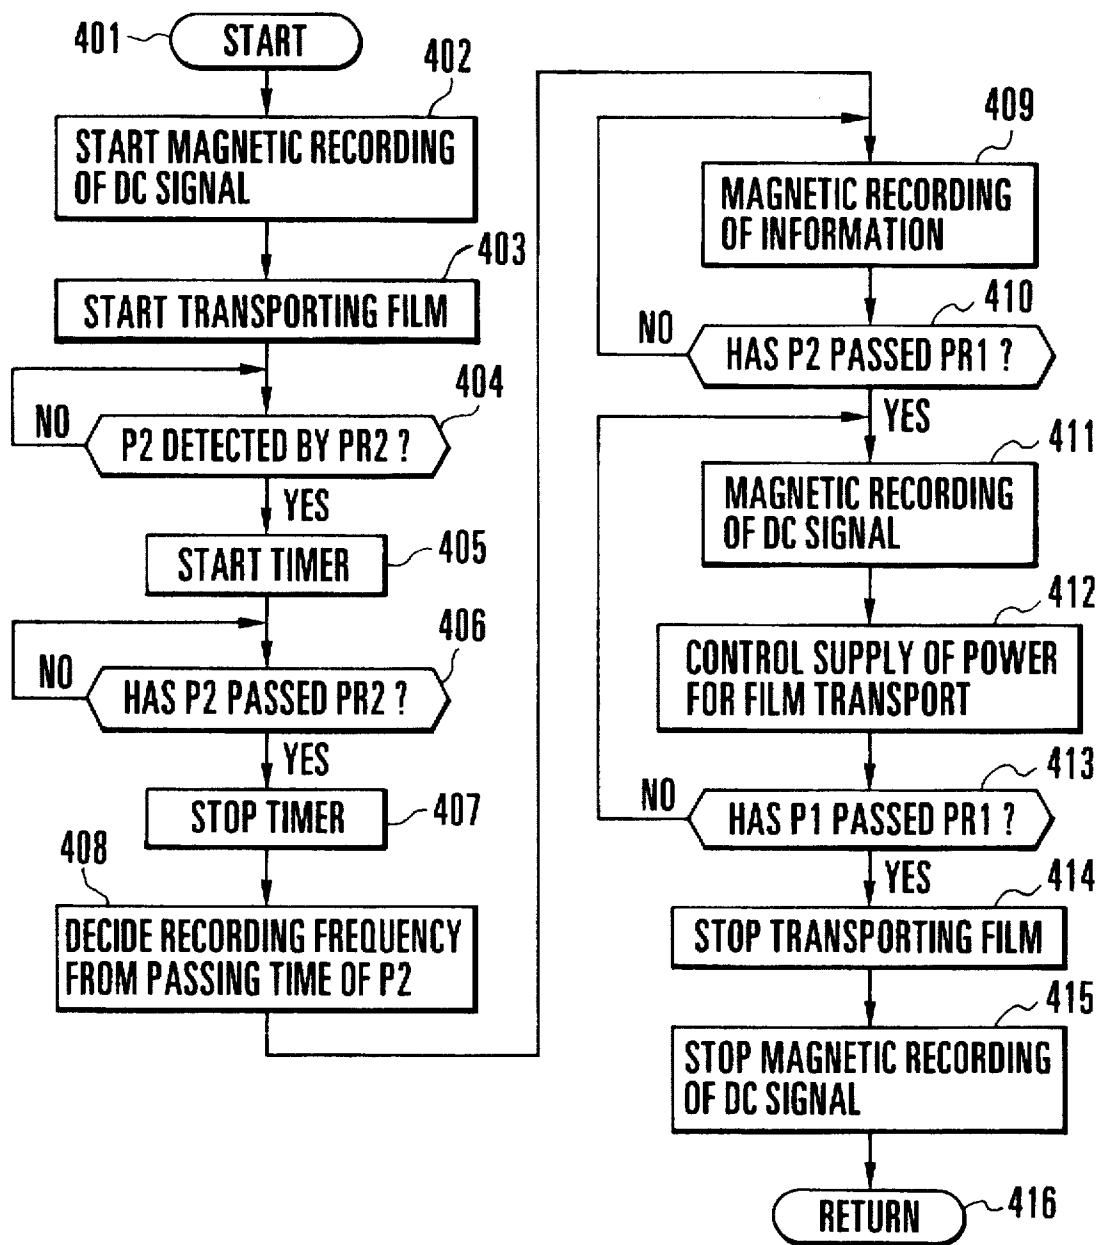 401
START
402
START MAGNETIC RECORDING
OF DC SIGNAL
403
START TRANSPORTING FILM
404
NO
P2 DETECTED BY PR2 ?
YES
405
START TIMER
406
NO
HAS P2 PASSED PR2 ?
YES
407
STOP TIMER
408
DECIDE RECORDING FREQUENCY
FROM PASSING TIME OF P2
409
MAGNETIC RECORDING
OF INFORMATION
410
NO
HAS P2 PASSED PR1 ?
YES
411
MAGNETIC RECORDING
OF DC SIGNAL
412
CONTROL SUPPLY OF POWER
FOR FILM TRANSPORT
413
NO
HAS P1 PASSED PR1 ?
YES
414
STOP TRANSPORTING FILM
415
STOP MAGNETIC RECORDING
OF DC SIGNAL
RETURN
416